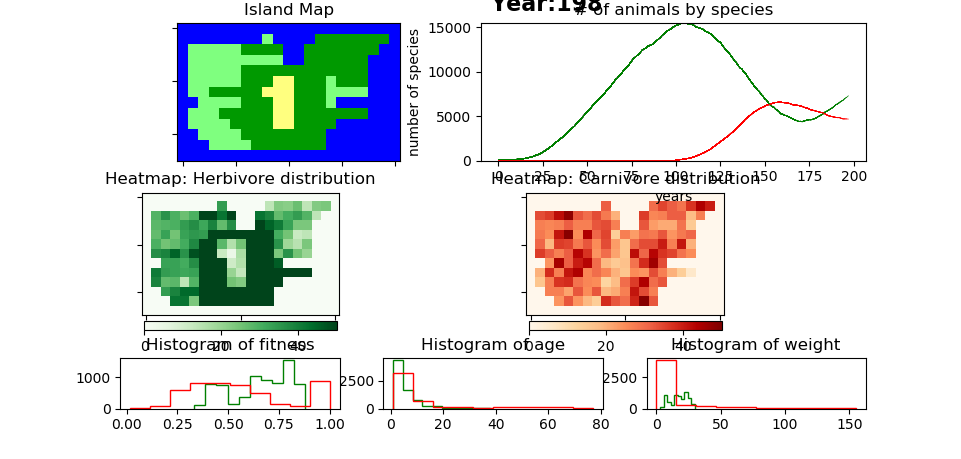 Year:198
Island Map
# of animals by species
15000
10000
5000
0
number of species
0 25 50 75 100 125 150 175 200
years
Heatmap: Herbivore distribution
Heatmap: Carnivore distribution
0 20 40
0 20 40
Histogram of fitness
Histogram of age
Histogram of weight
1000
0
0.00 0.25 0.50 0.75 1.00
2500
0
0 20 40 60 80
2500
0
0 50 100 150